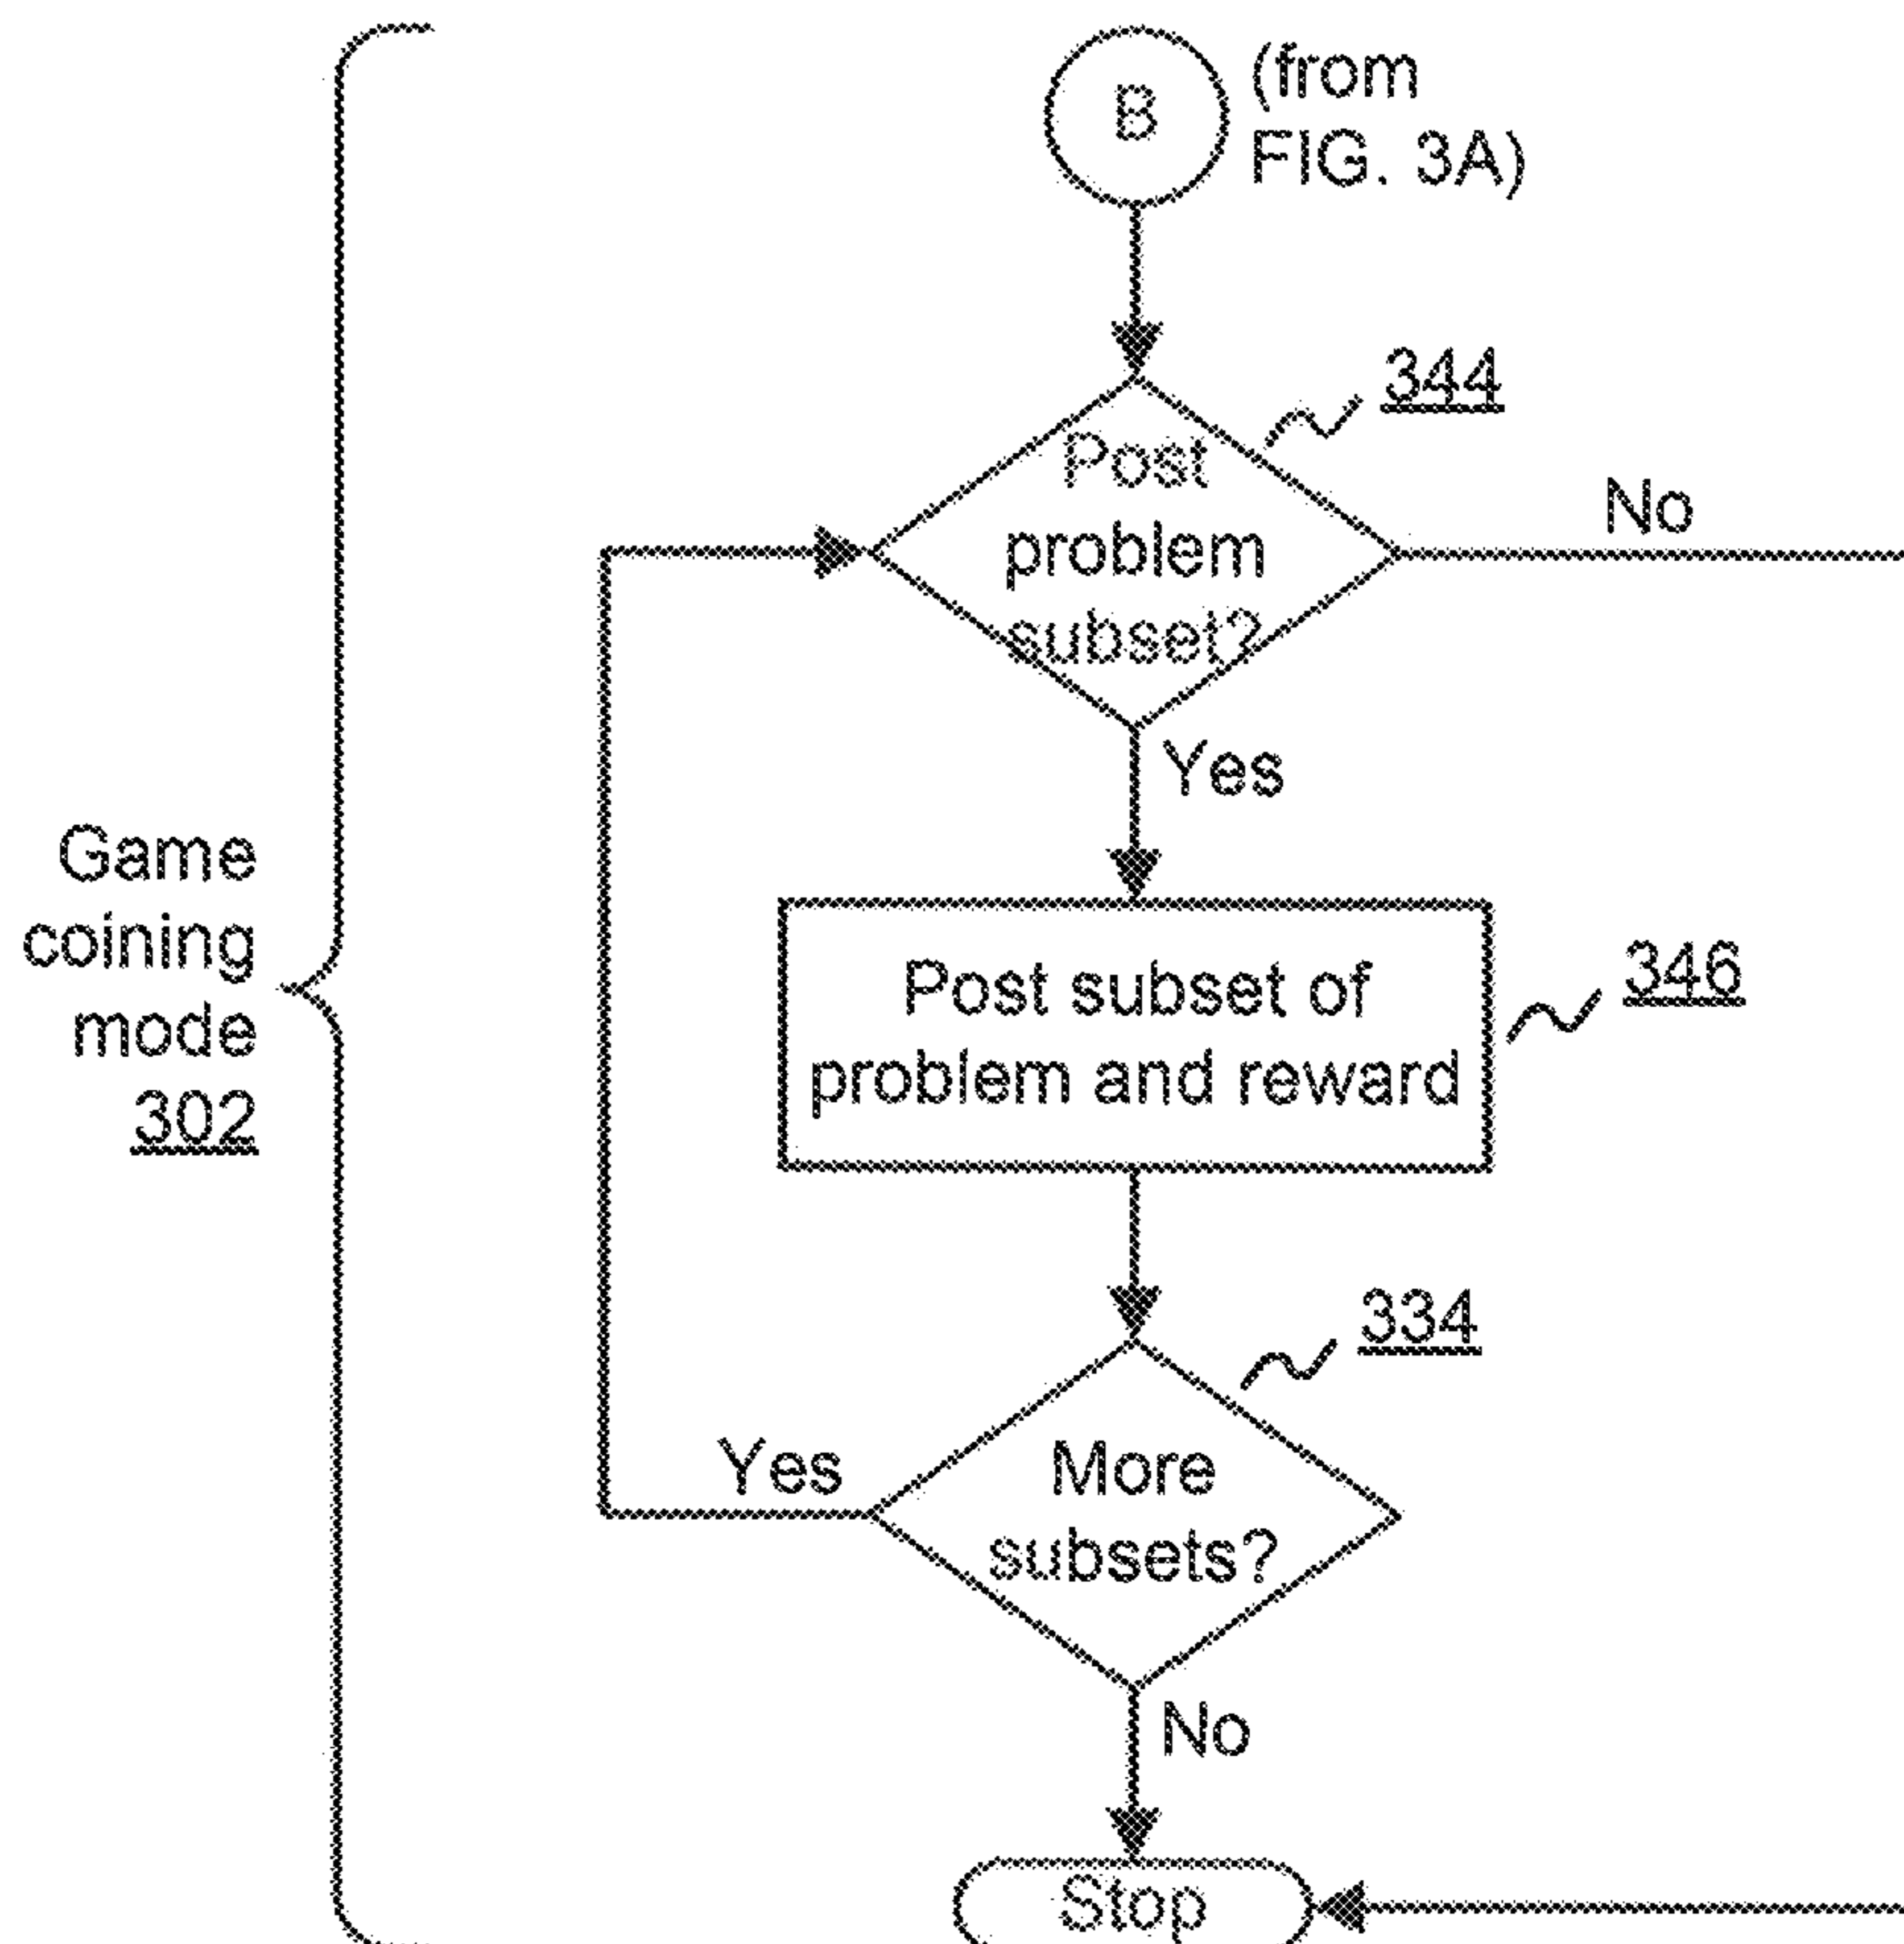 B
(from
FIG. 3A)
344
Post
problem
subset?
No
Yes
Game
coining
mode
302
Post subset of
problem and reward
346
334
More
subsets?
Yes
No
Stop